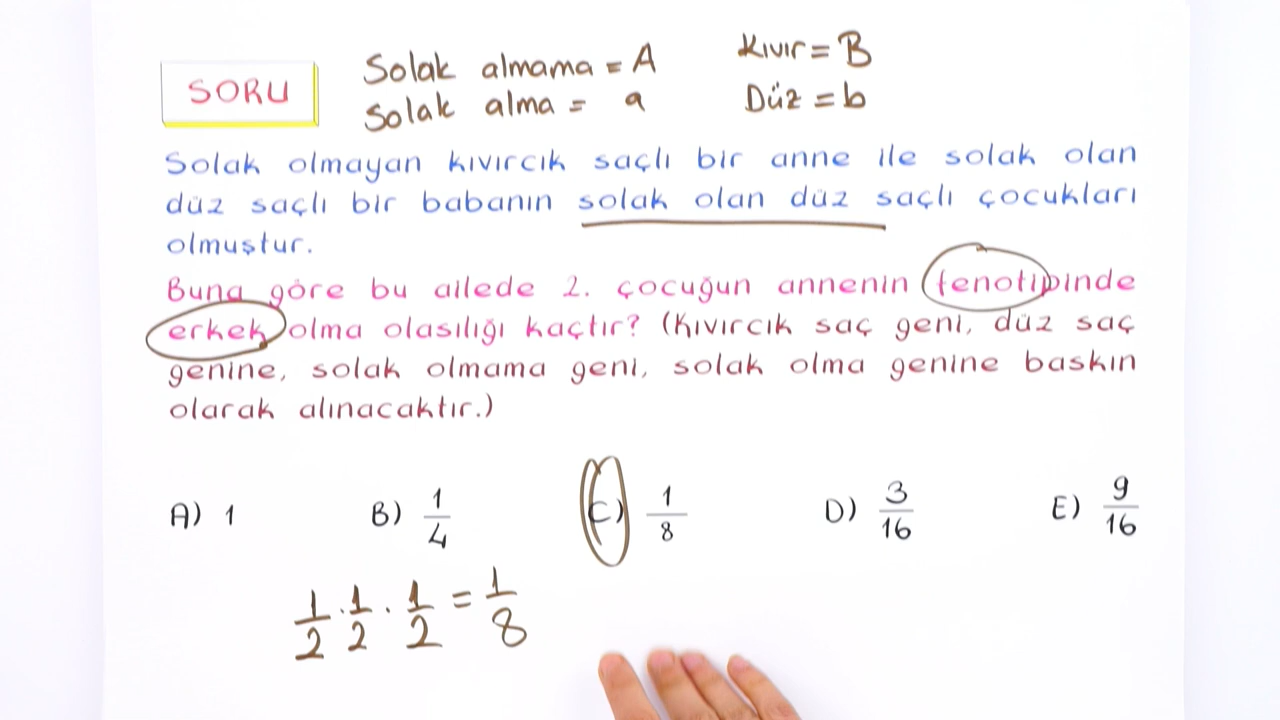 SORU
Solak almama = A
Solak alma = a
Kıvır = B
Düz = b
Solak olmayan kıvırcık saçlı bir anne ile solak olan
düz saçlı bir babanın solak olan düz saçlı çocukları
olmuştur.
Buna göre bu ailede 2. çocuğun annenin fenotipinde
erkek olma olasılığı kaçtır? (Kıvırcık saç geni, düz saç
genine, solak olmama geni, solak olma genine baskın
olarak alınacaktır.)
A) 1 B) 1/4 C) 1/8 D) 3/16 E) 9/16
1/2 . 1/2 . 1/2 = 1/8